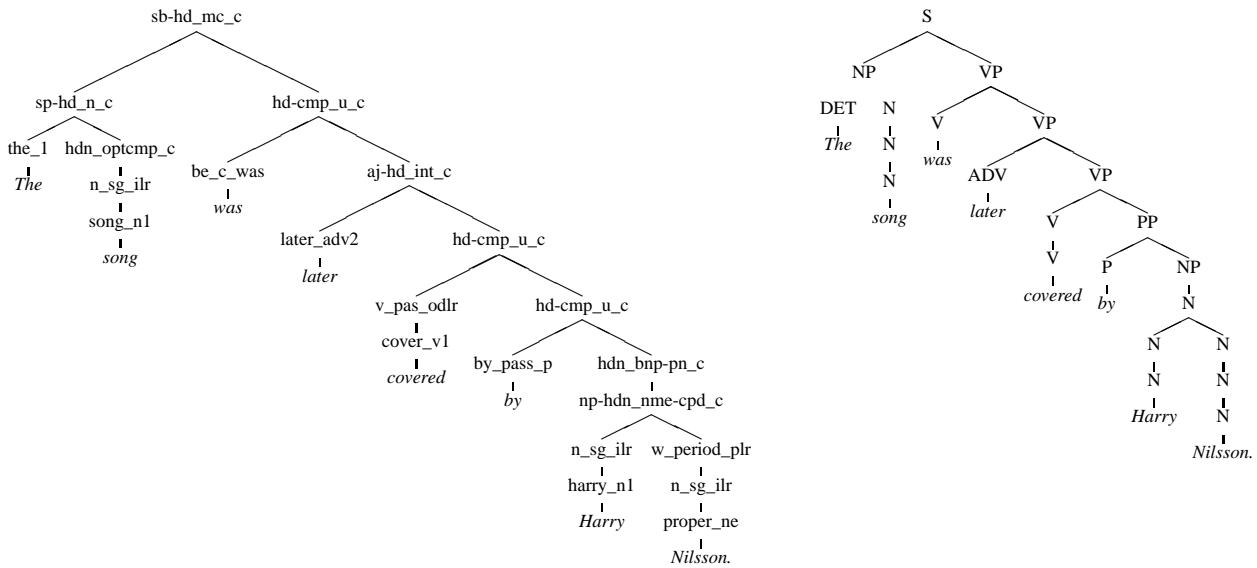 sb-hd_mc_c
sp-hd_n_c hd-cmp_u_c
the_1 hdn_optcmp_c be_c_was aj-hd_int_c
The n_sg_ilr was
song_n1 later_adv2 hd-cmp_u_c
song later
v_pas_odlr hd-cmp_u_c
cover_v1 by_pass_p hdn_bnp-pn_c
covered by np-hdn_nme-cpd_c
n_sg_ilr w_period_plr
harry_n1 n_sg_ilr
Harry proper_ne
Nilsson.
S
NP VP
DET N V VP
The N was
N ADV VP
song later
V PP
V P NP
covered by N
N N
N N
Harry N
Nilsson.